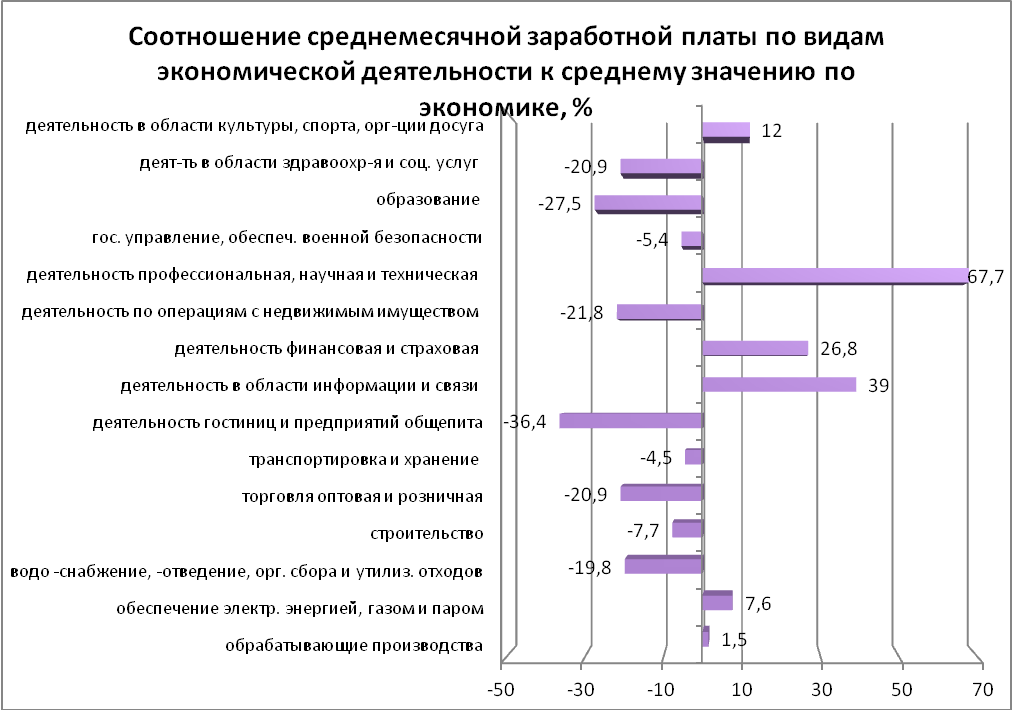 Соотношение среднемесячной заработной платы по видам
экономической деятельности к среднему значению по
экономике, %
деятельность в области культуры, спорта, орг-ции досуга 12
деят-ть в области здравоохр-я и соц. услуг -20,9
образование -27,5
гос. управление, обеспеч. военной безопасности -5,4
деятельность профессиональная, научная и техническая 67,7
деятельность по операциям с недвижимым имуществом -21,8
деятельность финансовая и страховая 26,8
деятельность в области информации и связи 39
деятельность гостиниц и предприятий общепита -36,4
транспортировка и хранение -4,5
торговля оптовая и розничная -20,9
строительство -7,7
водо -снабжение, -отведение, орг. сбора и утилиз. отходов -19,8
обеспечение электр. энергией, газом и паром 7,6
обрабатывающие производства 1,5
-50 -30 -10 10 30 50 70